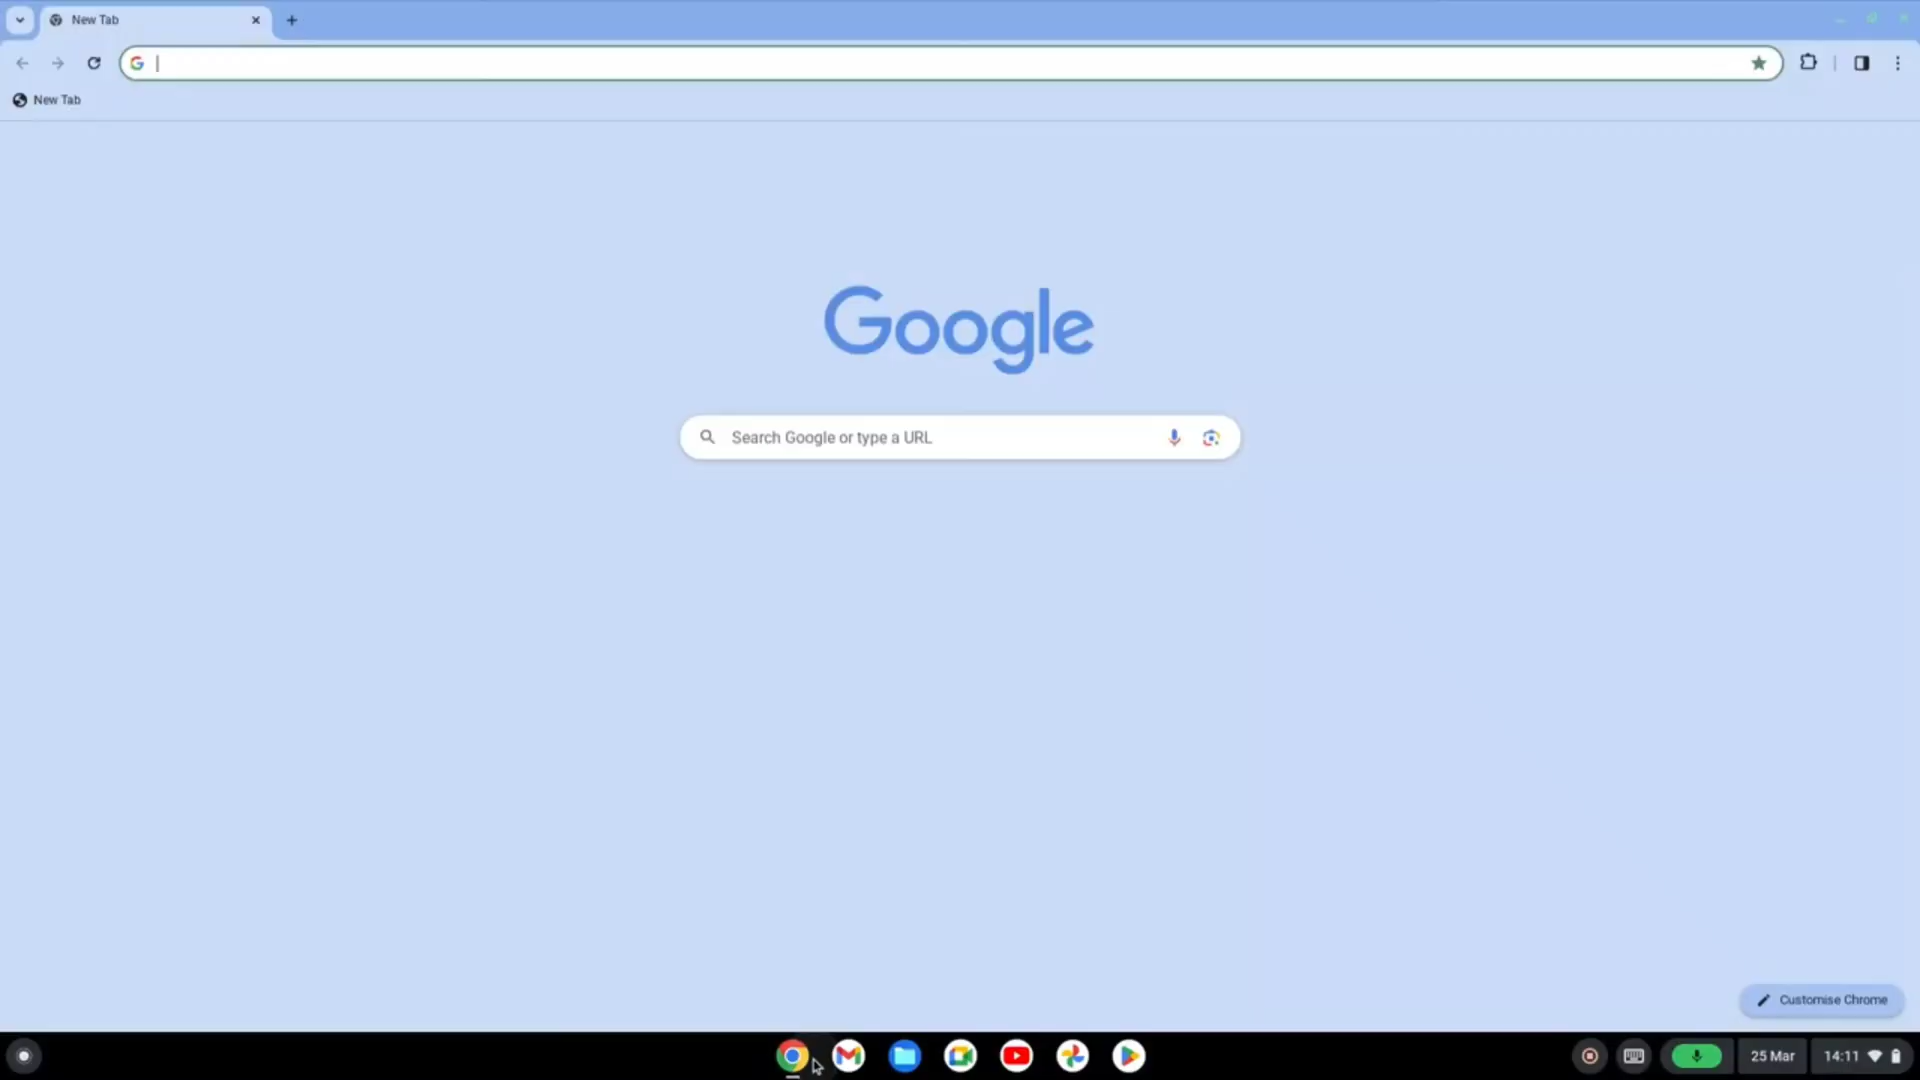 New Tab
New Tab
Google
Search Google or type a URL
Customise Chrome
25 Mar
14:11